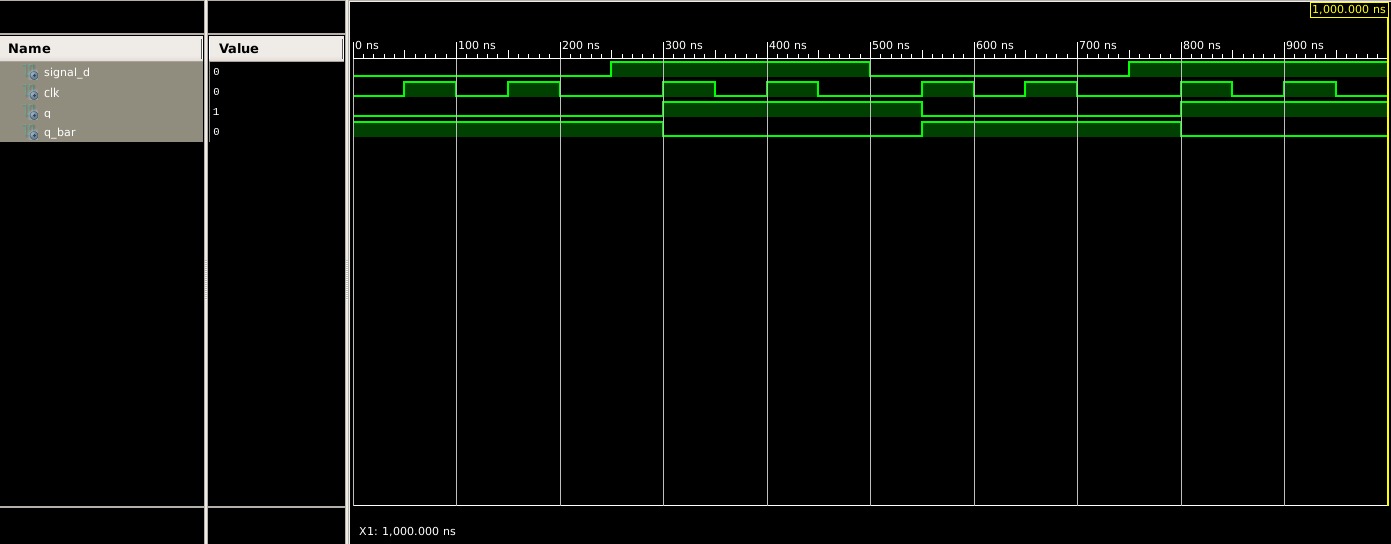 1,000.000 ns
Name Value
0 ns 100 ns 200 ns 300 ns 400 ns 500 ns 600 ns 700 ns 800 ns 900 ns
signal_d 0
clk 0
q 1
q_bar 0
X1: 1,000.000 ns